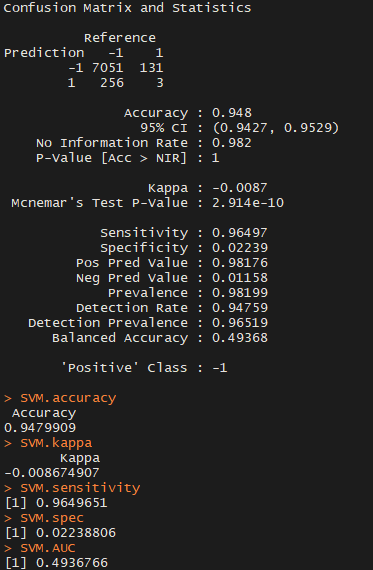 Confusion Matrix and Statistics
Reference
Prediction -1 1
-1 7051 131
1 256 3
Accuracy : 0.948
95% CI : (0.9427, 0.9529)
No Information Rate : 0.982
P-Value [Acc > NIR] : 1
Kappa : -0.0087
Mcnemar's Test P-Value : 2.914e-10
Sensitivity : 0.96497
Specificity : 0.02239
Pos Pred Value : 0.98176
Neg Pred Value : 0.01158
Prevalence : 0.98199
Detection Rate : 0.94759
Detection Prevalence : 0.96519
Balanced Accuracy : 0.49368
'Positive' Class : -1
> SVM.accuracy
Accuracy
0.9479909
> SVM.kappa
Kappa
-0.008674907
> SVM.sensitivity
[1] 0.9649651
> SVM.spec
[1] 0.02238806
> SVM.AUC
[1] 0.4936766